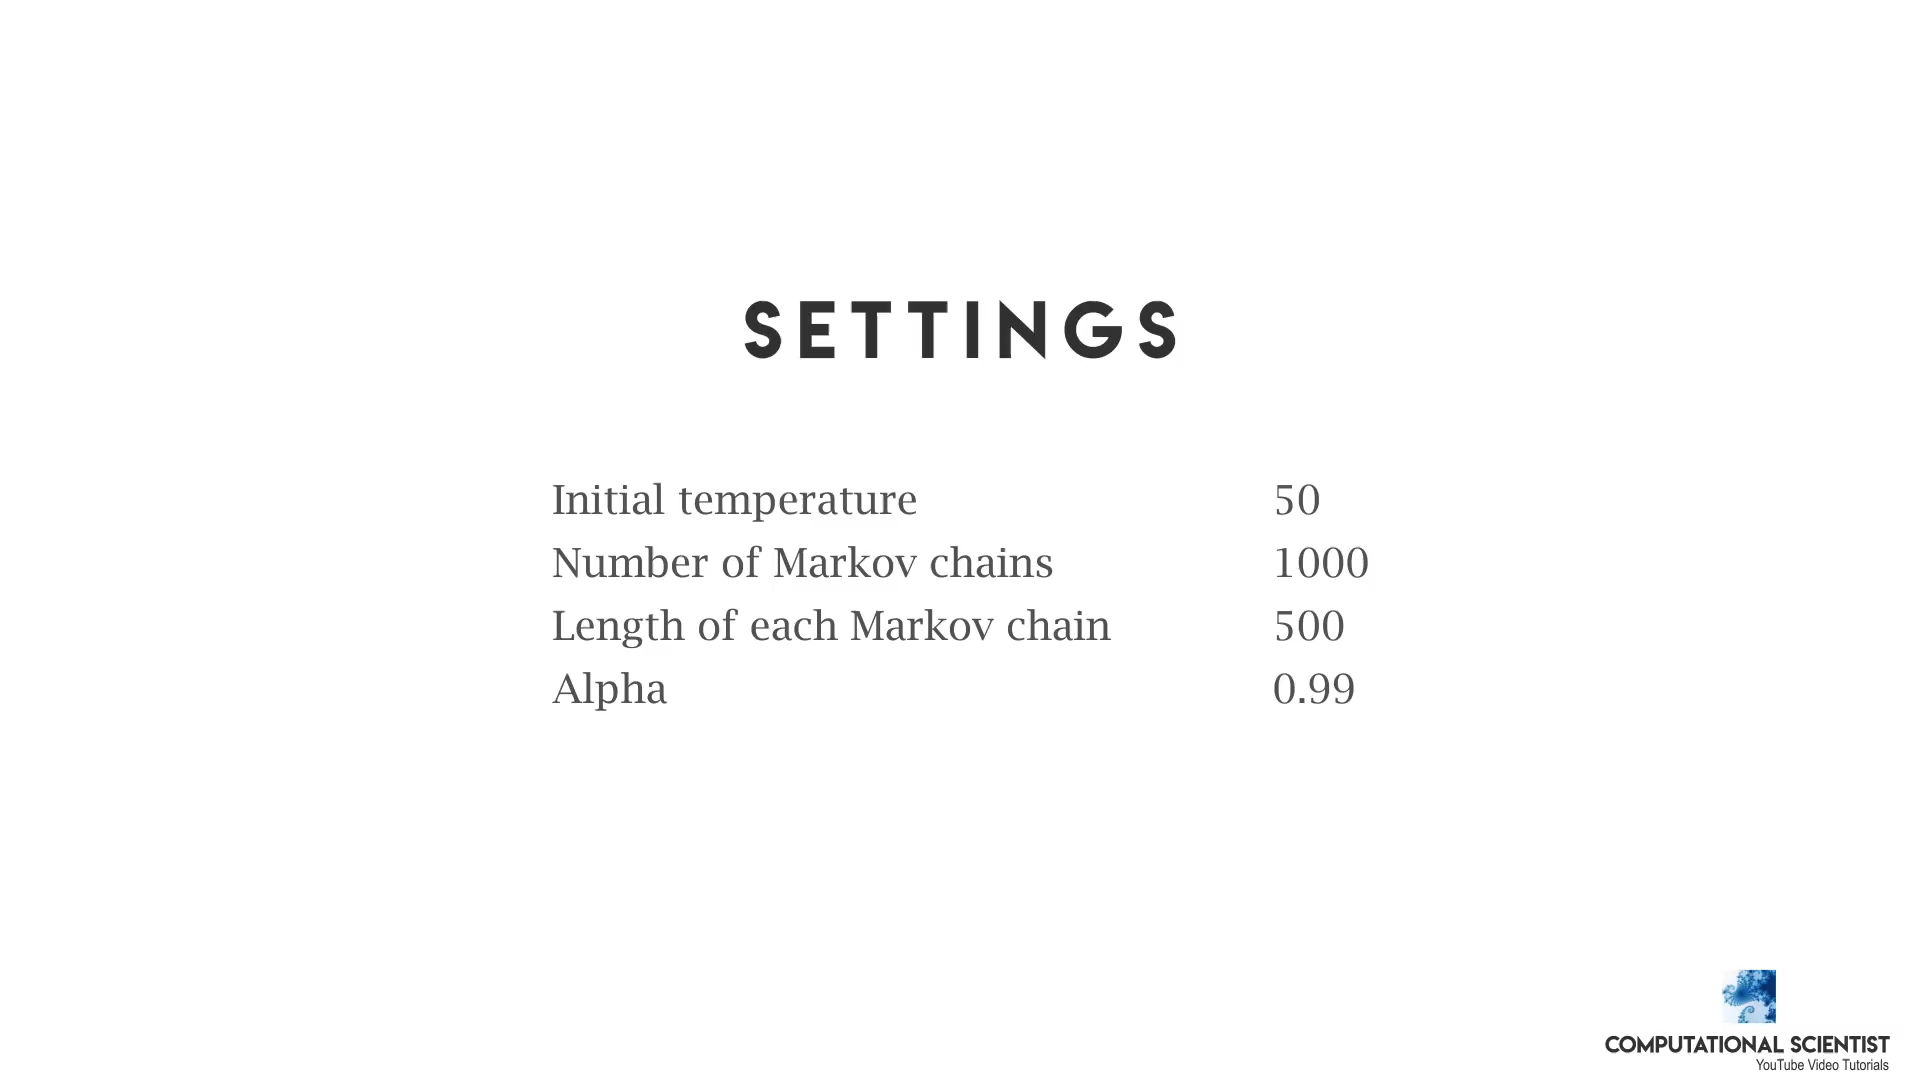 SETTINGS
Initial temperature 50
Number of Markov chains 1000
Length of each Markov chain 500
Alpha 0.99
COMPUTATIONAL SCIENTIST
YouTube Video Tutorials